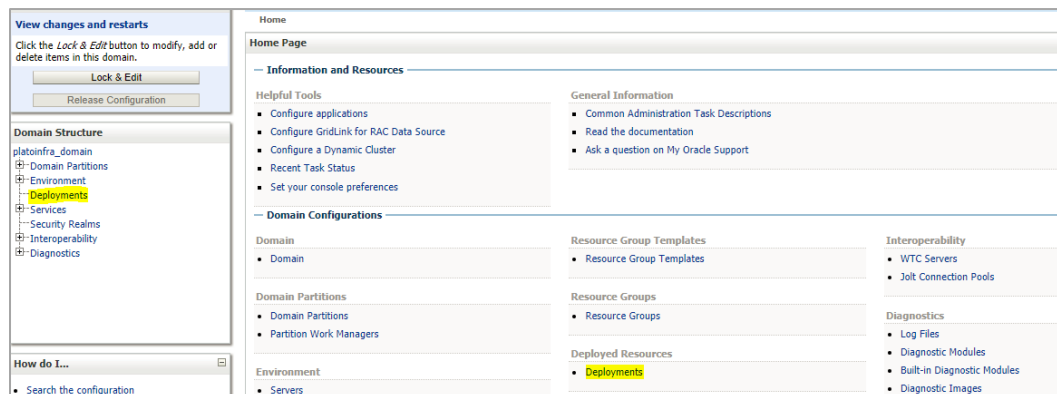 View changes and restarts
Click the Lock & Edit button to modify, add or
delete items in this domain.
Lock & Edit
Release Configuration
Domain Structure
platoinfra_domain
Domain Partitions
Environment
Deployments
Services
Security Realms
Interoperability
Diagnostics
How do I...
Search the configuration
Home
Home Page
Information and Resources
Helpful Tools
Configure applications
Configure GridLink for RAC Data Source
Configure a Dynamic Cluster
Recent Task Status
Set your console preferences
General Information
Common Administration Task Descriptions
Read the documentation
Ask a question on My Oracle Support
Domain Configurations
Domain
Domain
Domain Partitions
Domain Partitions
Partition Work Managers
Environment
Servers
Resource Group Templates
Resource Group Templates
Resource Groups
Resource Groups
Deployed Resources
Deployments
Interoperability
WTC Servers
Jolt Connection Pools
Diagnostics
Log Files
Diagnostic Modules
Built-in Diagnostic Modules
Diagnostic Images